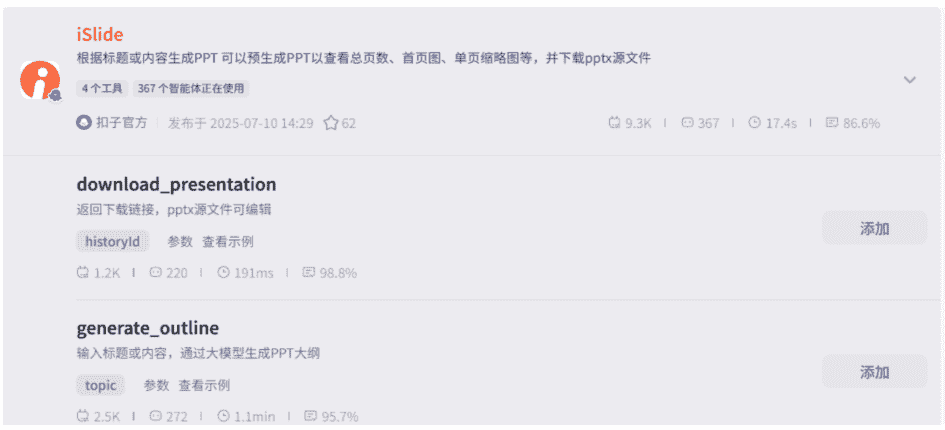 iSlide
根据标题或内容生成PPT 可以预生成PPT以查看总页数、首页图、单页缩略图等，并下载pptx源文件
4 个工具 367 个智能体正在使用
扣子官方 发布于 2025-07-10 14:29 62 9.3K 367 17.4s 86.6%
download_presentation
返回下载链接，pptx源文件可编辑
添加
historyId 参数 查看示例
1.2K 220 191ms 98.8%
generate_outline
输入标题或内容，通过大模型生成PPT大纲
添加
topic 参数 查看示例
2.5K 272 1.1min 95.7%